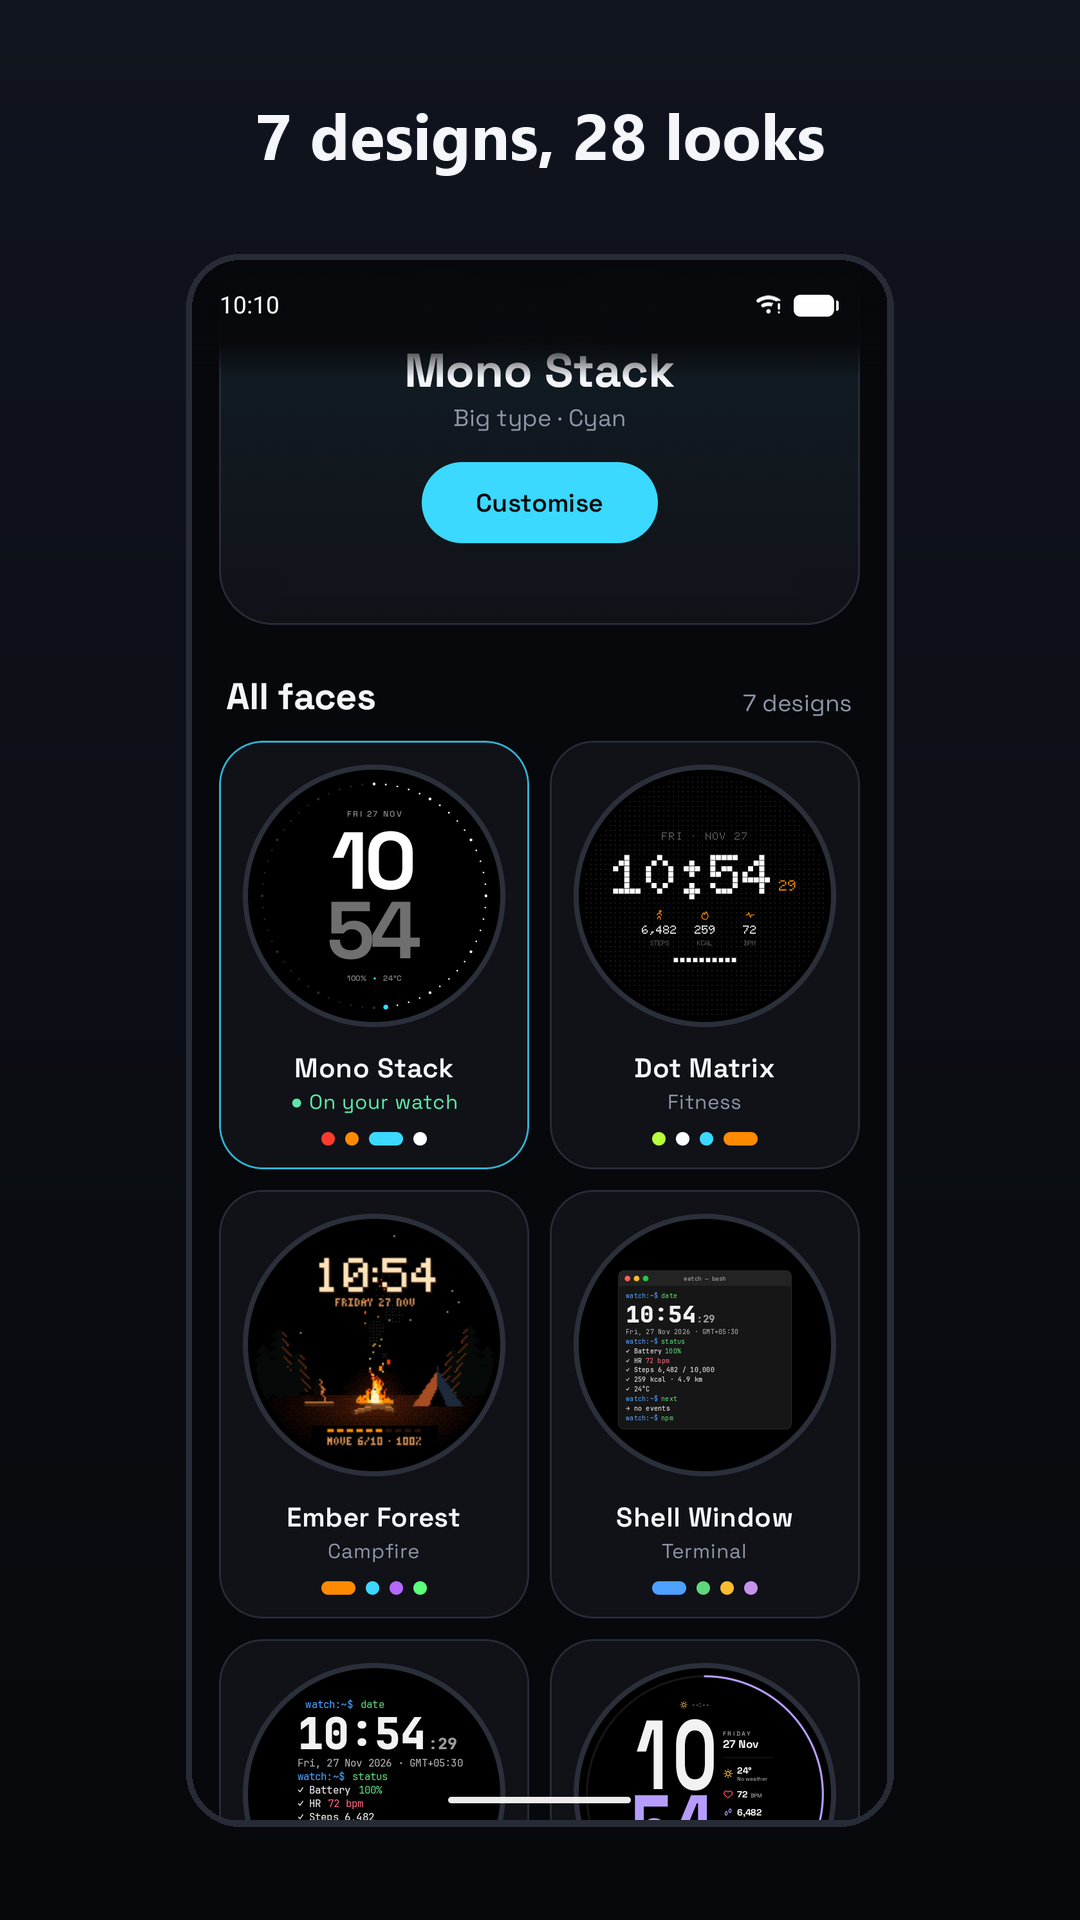 7 designs, 28 looks
10:10
Mono Stack
Big type · Cyan
Customise
All faces
7 designs
FRI 27 NOV
10
54
100% • 24°C
Mono Stack
• On your watch
FRI · NOV 27
10:54 29
6,482 259 72
STEPS KCAL BPM
Dot Matrix
Fitness
10:54
FRIDAY 27 NOV
MOVE 6/10 · 100%
Ember Forest
Campfire
watch — bash
watch:~$ date
10:54:29
Fri, 27 Nov 2026 · GMT+05:30
watch:~$ status
✓ Battery 100%
✓ HR 72 bpm
✓ Steps 6,482 / 10,000
✓ 259 kcal · 4.9 km
✓ 24°C
watch:~$ next
→ no events
watch:~$ npm
Shell Window
Terminal
watch:~$ date
10:54:29
Fri, 27 Nov 2026 · GMT+05:30
watch:~$ status
✓ Battery 100%
✓ HR 72 bpm
✓ Steps 6,482
--:--
10
54
FRIDAY
27 Nov
24°
No weather
72 BPM
6,482